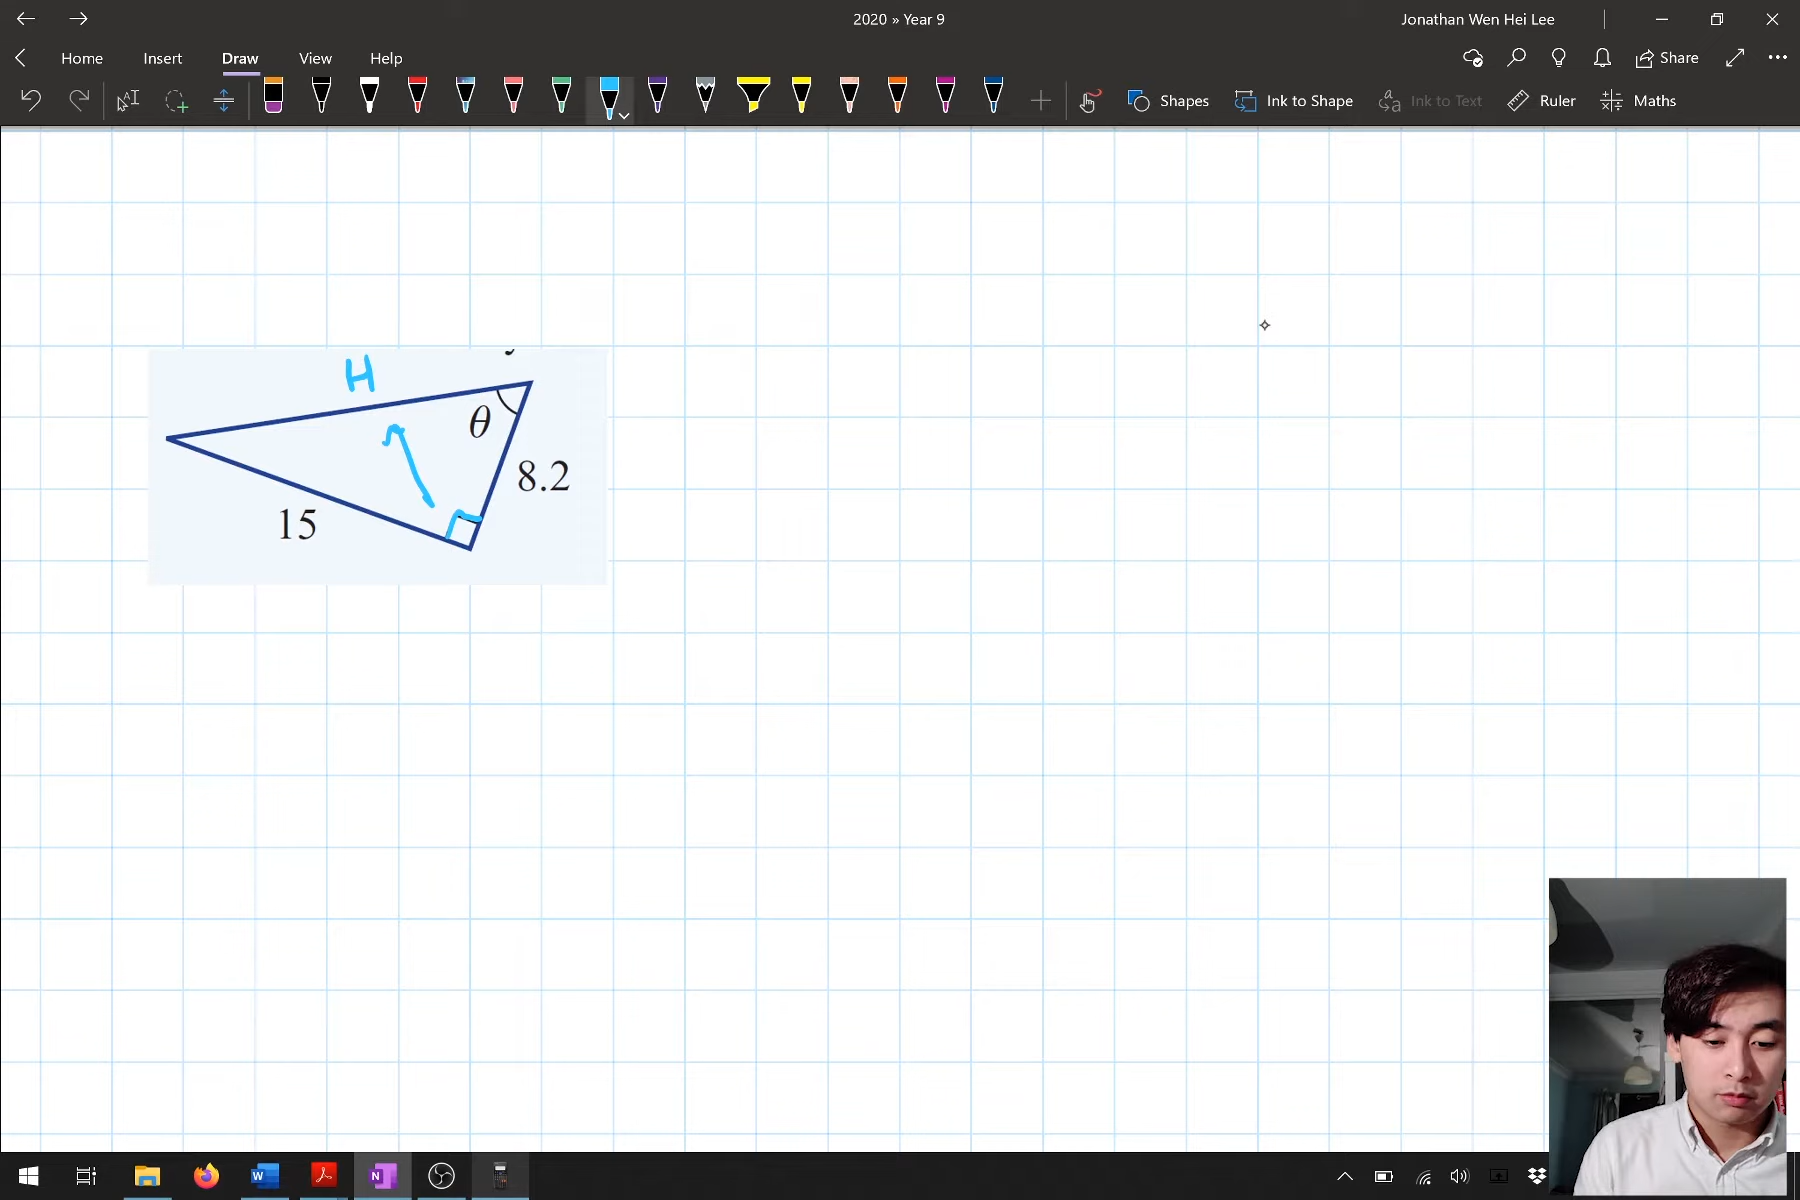 2020 » Year 9
Jonathan Wen Hei Lee
Home Insert Draw View Help
Share
Shapes Ink to Shape Ink to Text Ruler Maths
H
θ
8.2
15